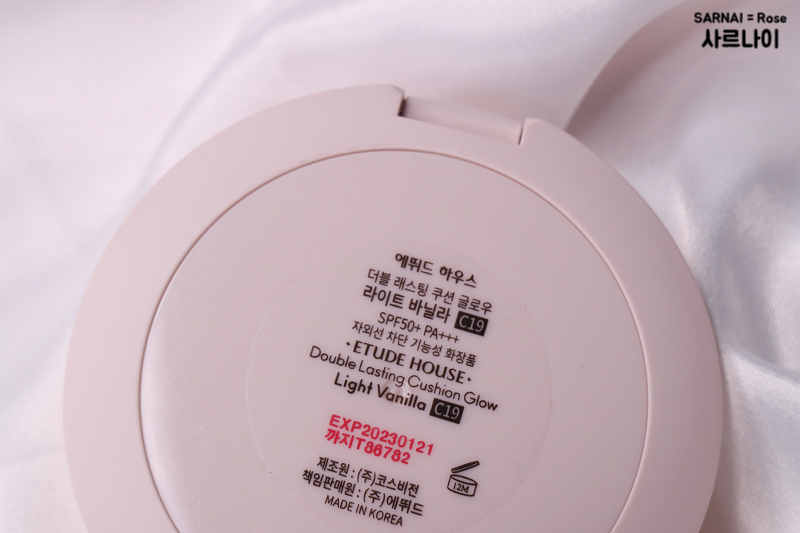 SARNAI = Rose
사르나이
에뛰드 하우스
더블 래스팅 쿠션 글로우
라이트 바닐라 C19
SPF50+ PA+++
자외선 차단 기능성 화장품
·ETUDE HOUSE·
Double Lasting Cushion Glow
Light Vanilla C19
EXP20230121
까지T86782
제조원 : (주)코스비전
책임판매원 : (주)에뛰드
MADE IN KOREA
12M